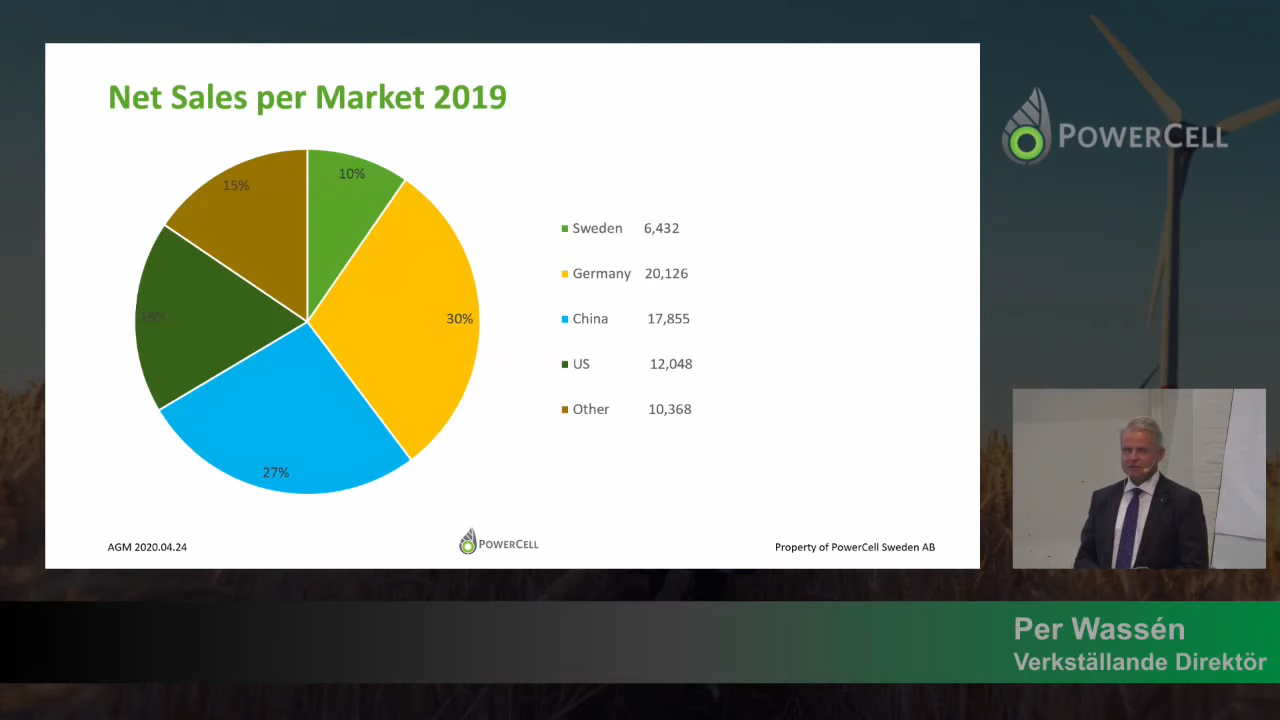 Net Sales per Market 2019
POWERCELL
10%
15%
30%
18%
27%
Sweden 6,432
Germany 20,126
China 17,855
US 12,048
Other 10,368
AGM 2020.04.24
POWERCELL
Property of PowerCell Sweden AB
Per Wassén
Verkställande Direktör